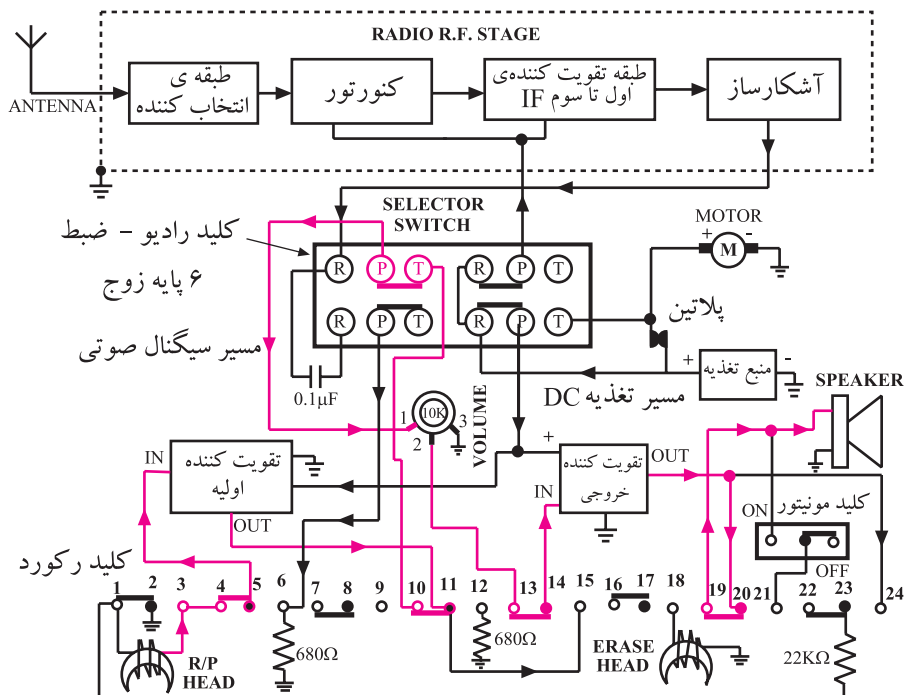 RADIO R.F. STAGE
ANTENNA
طبقه ی
انتخاب کننده
کنورتور
طبقه تقویت کننده‌ی
اول تا سوم IF
آشکارساز
SELECTOR
SWITCH
کلید رادیو - ضبط
۶ پایه زوج
R P T R P T
R P T R P T
MOTOR
+ -
M
پلاتین
مسیر سیگنال صوتی
0.1µF
مسیر تغذیه DC
+ -
منبع تغذیه
SPEAKER
1 10K 3
2
VOLUME
IN
تقویت کننده
اولیه
OUT
+
تقویت کننده
خروجی
IN
OUT
کلید مونیتور
ON
OFF
کلید رکورد
1 2 3 4 5 6 7 8 9 10 11 12 13 14 15 16 17 18 19 20 21 22 23 24
R/P
HEAD
680Ω
680Ω
ERASE
HEAD
22KΩ